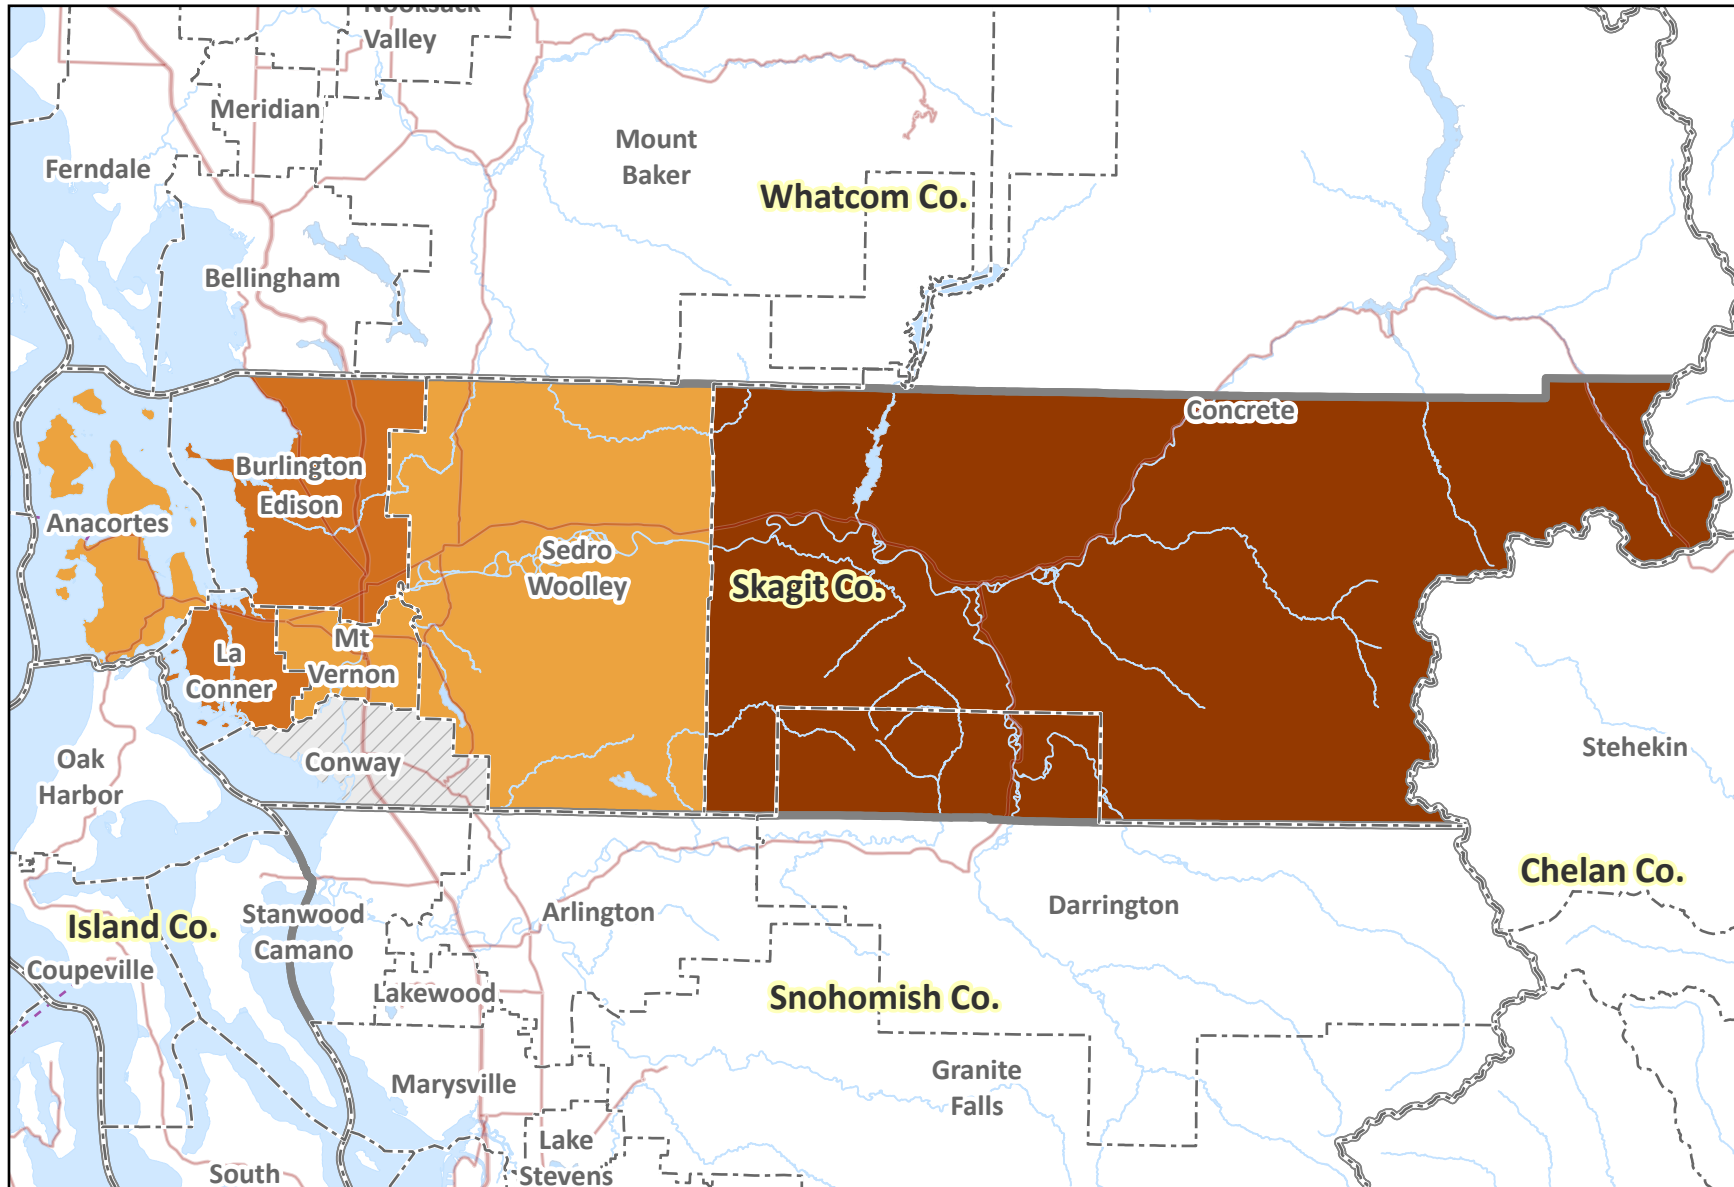 Nooksack
Valley
Meridian
Ferndale
Mount
Baker
Whatcom Co.
Bellingham
Concrete
Burlington
Edison
Anacortes
Sedro
Woolley
Skagit Co.
Mt
Vernon
La
Conner
Conway
Oak
Harbor
Stehekin
Chelan Co.
Island Co.
Stanwood
Camano
Arlington
Darrington
Coupeville
Lakewood
Snohomish Co.
Marysville
Granite
Falls
Lake
Stevens
South